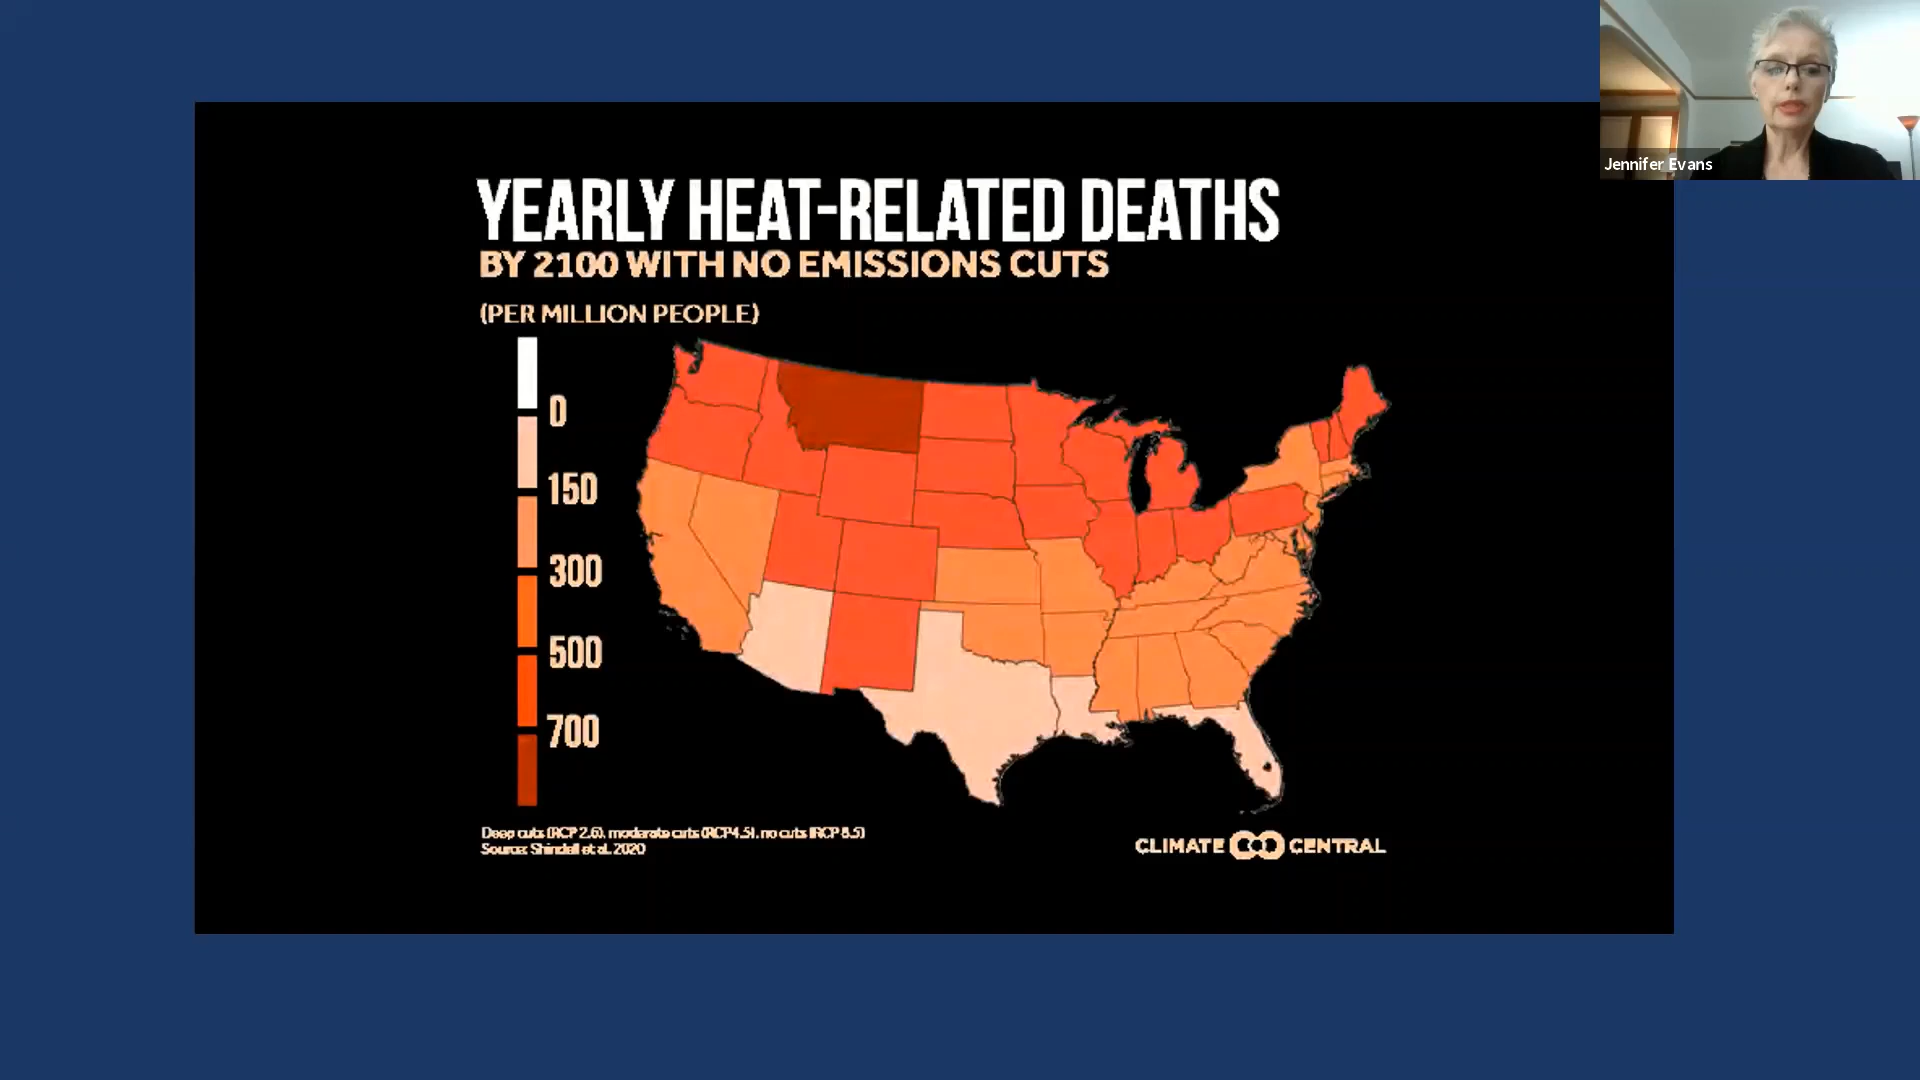 Jennifer Evans
YEARLY HEAT-RELATED DEATHS
BY 2100 WITH NO EMISSIONS CUTS
(PER MILLION PEOPLE)
0
150
300
500
700
Deep cuts (RCP 2.6), moderate cuts (RCP4.5), no cuts (RCP 8.5)
Source: Shindell et al. 2020
CLIMATE CENTRAL